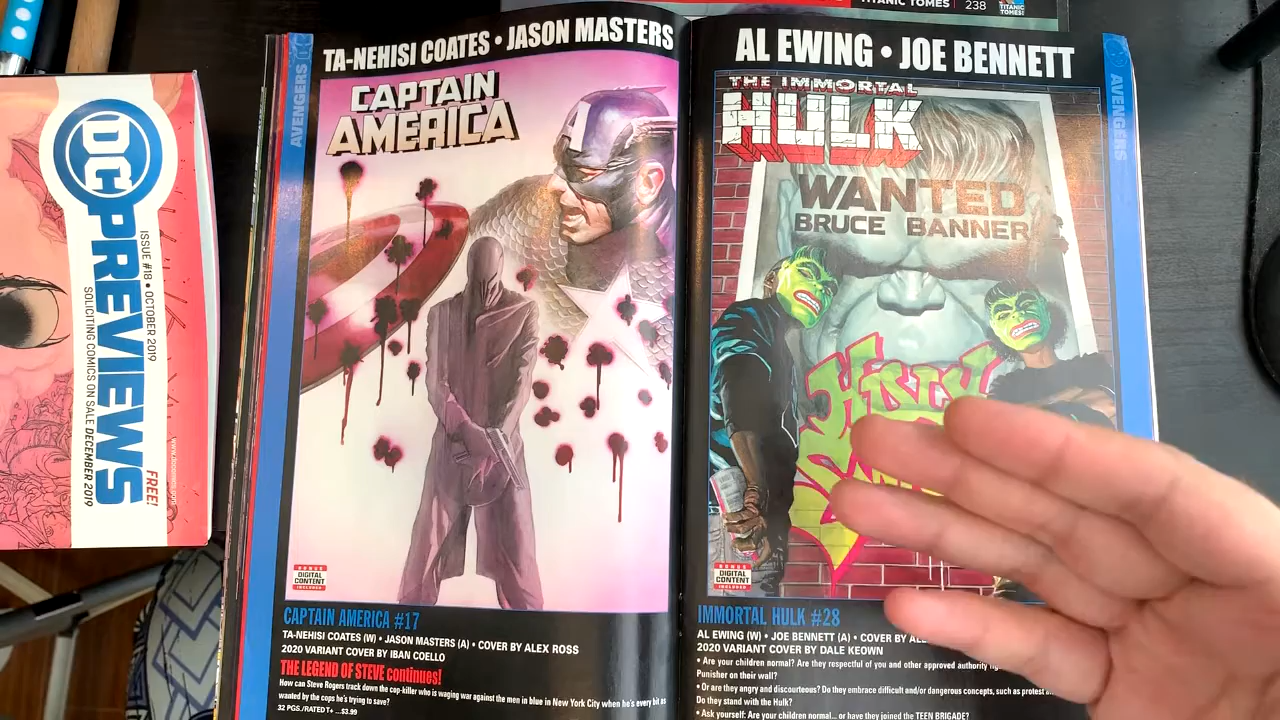 TITANIC TOMES 238
TITANIC TOMES!
DC PREVIEWS
ISSUE #18 • OCTOBER 2019
SOLICITING COMICS ON SALE DECEMBER 2019
FREE!
AVENGERS
TA-NEHISI COATES • JASON MASTERS
CAPTAIN
AMERICA
BONUS
DIGITAL
CONTENT
INCLUDED
CAPTAIN AMERICA #17
TA-NEHISI COATES (W) • JASON MASTERS (A) • COVER BY ALEX ROSS
2020 VARIANT COVER BY IBAN COELLO
THE LEGEND OF STEVE continues!
How can Steve Rogers track down the cop-killer who is waging war against the men in blue in New York City when he's every bit as
wanted by the cops he's trying to save?
32 PGS./RATED T+ ...$3.99
AL EWING • JOE BENNETT
AVENGERS
THE IMMORTAL
HULK
WANTED
BRUCE BANNER
BONUS
DIGITAL
CONTENT
INCLUDED
IMMORTAL HULK #28
AL EWING (W) • JOE BENNETT (A) • COVER BY
2020 VARIANT COVER BY DALE KEOWN
• Are your children normal? Are they respectful of you and other approved authority
Punisher on their wall?
• Or are they angry and discourteous? Do they embrace difficult and/or dangerous concepts, such as protest
Do they stand with the Hulk?
• Ask yourself: Are your children normal... or have they joined the TEEN BRIGADE?